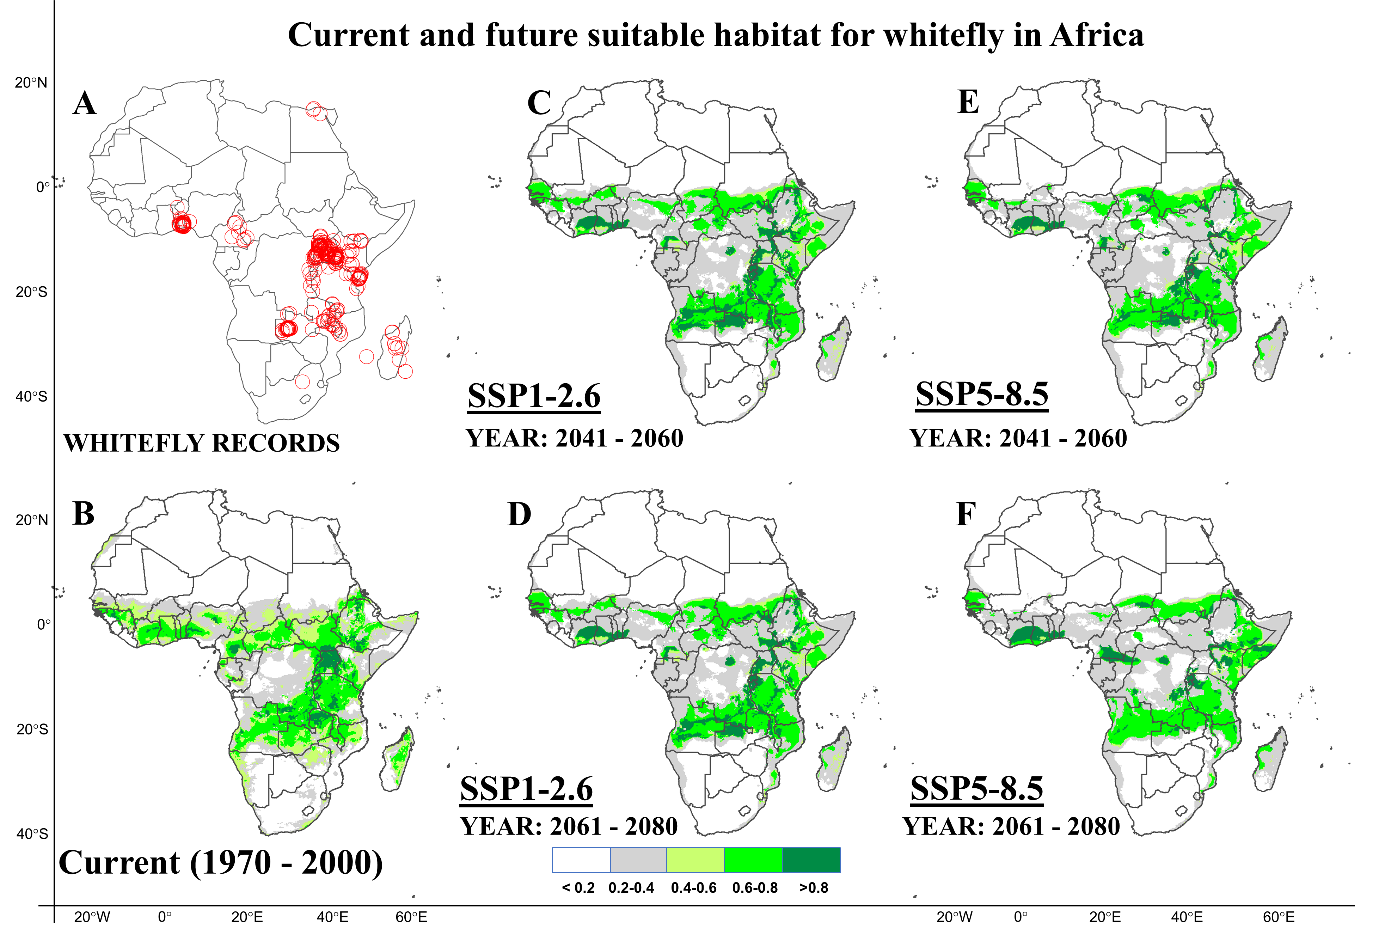 Current and future suitable habitat for whitefly in Africa
20°N
0°
20°S
40°S
A
WHITEFLY RECORDS
C
SSP1-2.6
YEAR: 2041 - 2060
E
SSP5-8.5
YEAR: 2041 - 2060
20°N
0°
20°S
40°S
B
Current (1970 - 2000)
D
SSP1-2.6
YEAR: 2061 - 2080
F
SSP5-8.5
YEAR: 2061 - 2080
< 0.2 0.2-0.4 0.4-0.6 0.6-0.8 >0.8
20°W 0° 20°E 40°E 60°E 20°W 0° 20°E 40°E 60°E